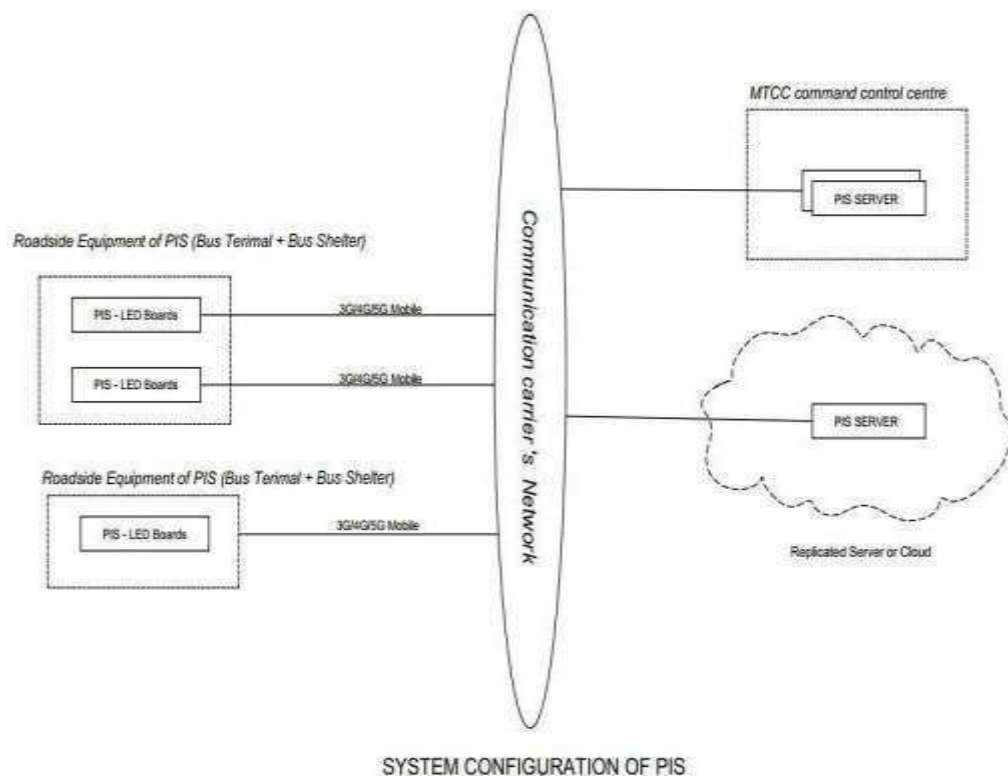 MTCC command control centre
PIS SERVER
Roadside Equipment of PIS (Bus Terimal + Bus Shelter)
PIS - LED Boards
3G/4G/5G Mobile
PIS - LED Boards
3G/4G/5G Mobile
Communication carrier's Network
PIS SERVER
Roadside Equipment of PIS (Bus Terimal + Bus Shelter)
PIS - LED Boards
3G/4G/5G Mobile
Replicated Server or Cloud
SYSTEM CONFIGURATION OF PIS